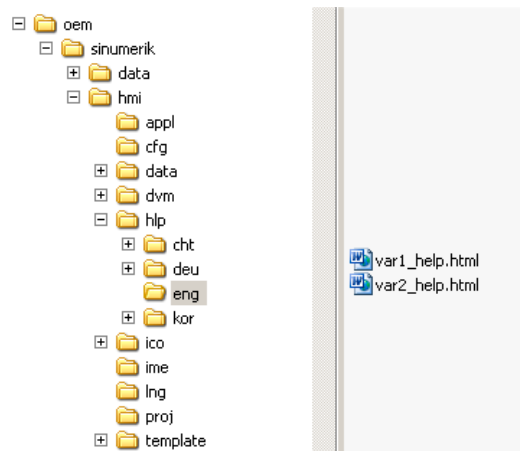 oem
sinumerik
data
hmi
appl
cfg
data
dvm
hlp
cht
deu
eng
kor
ico
ime
lng
proj
template
var1_help.html
var2_help.html